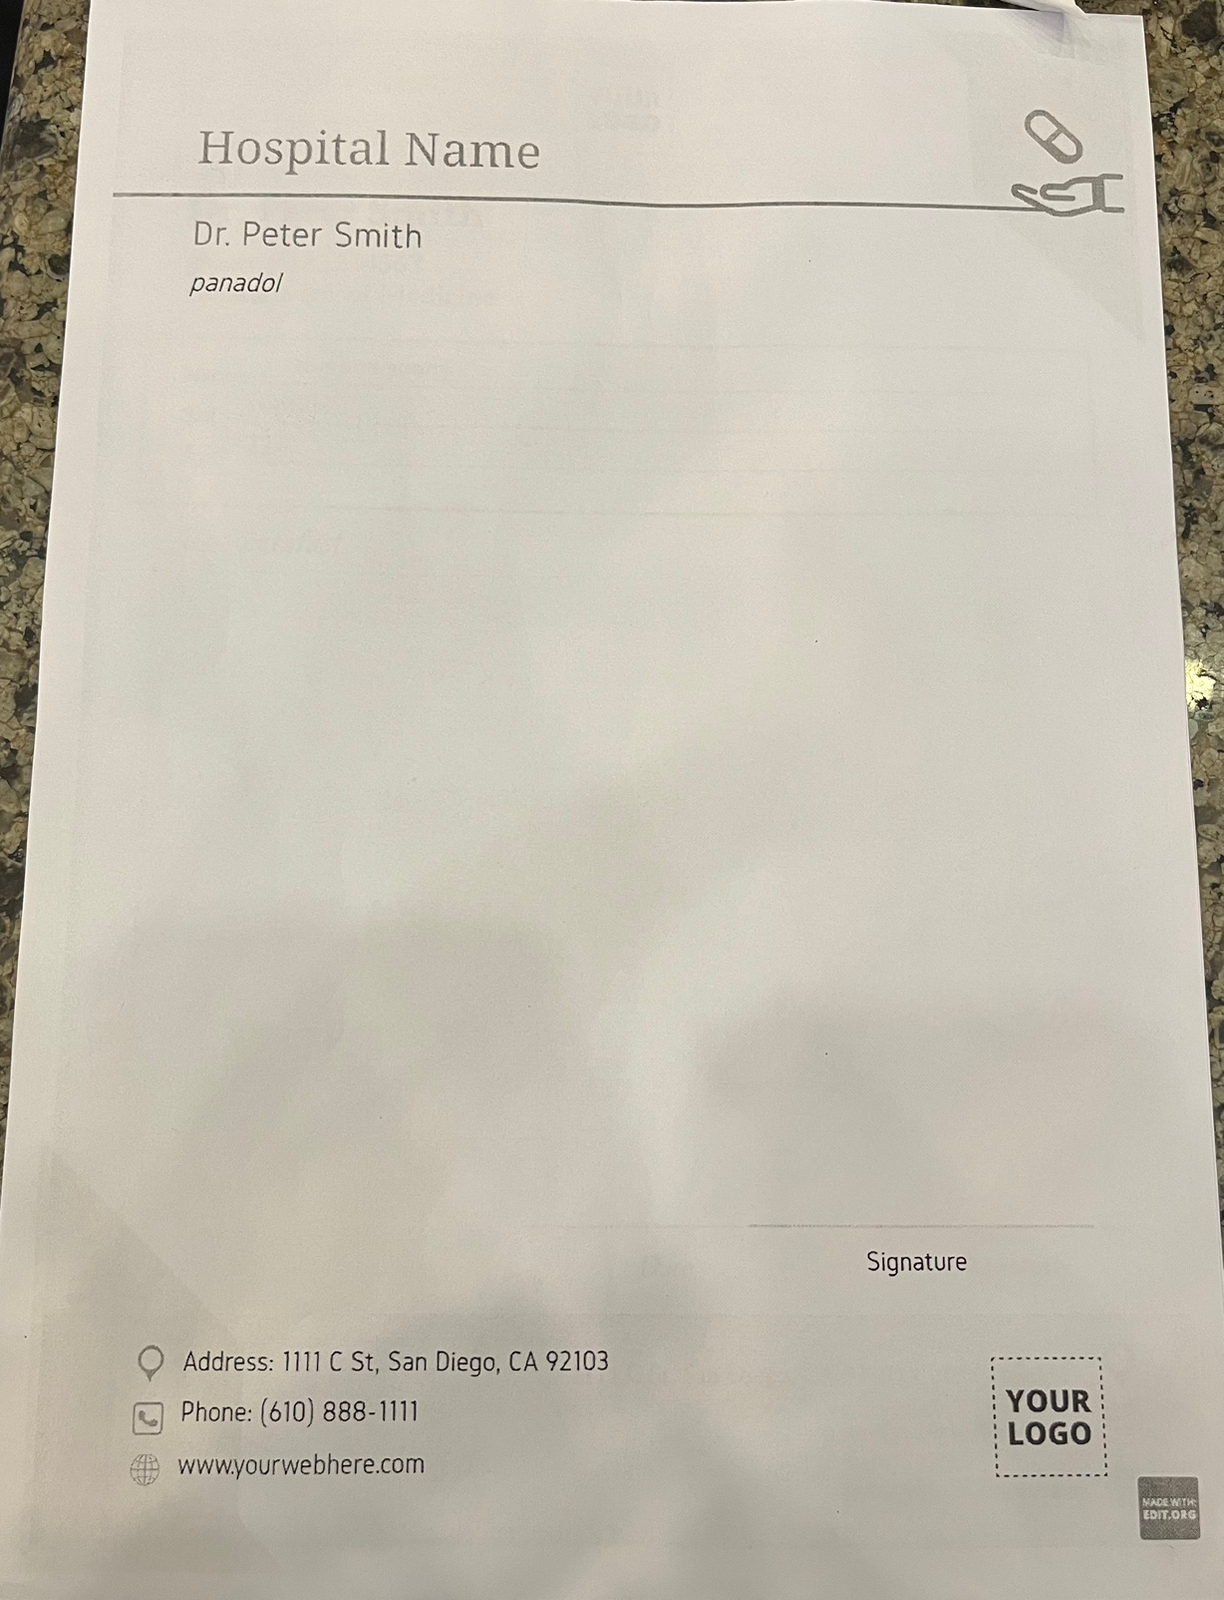 Hospital Name
Dr. Peter Smith
panadol
Signature
Address: 1111 C St, San Diego, CA 92103
Phone: (610) 888-1111
www.yourwebhere.com
YOUR
LOGO
MADE WITH:
EDIT.ORG